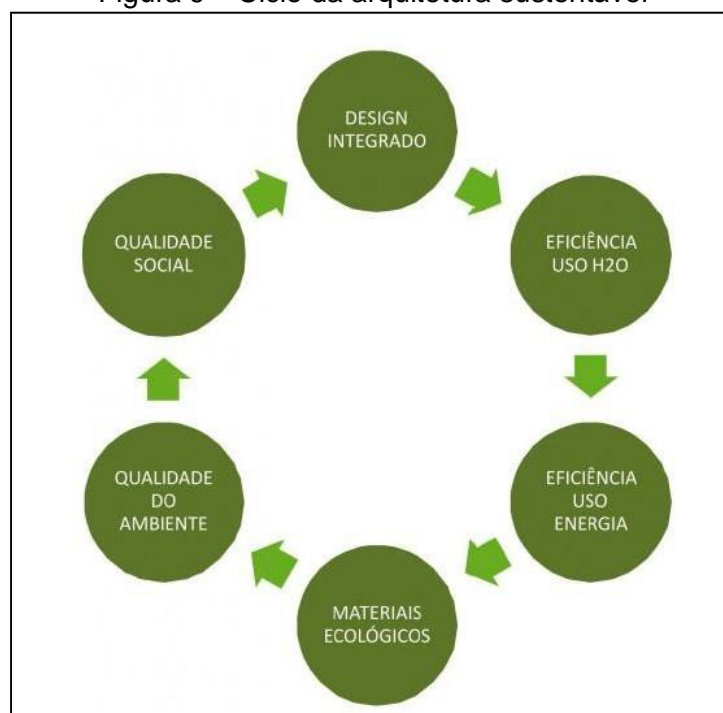 DESIGN
INTEGRADO
EFICIÊNCIA
USO H2O
EFICIÊNCIA
USO
ENERGIA
MATERIAIS
ECOLÓGICOS
QUALIDADE
DO
AMBIENTE
QUALIDADE
SOCIAL